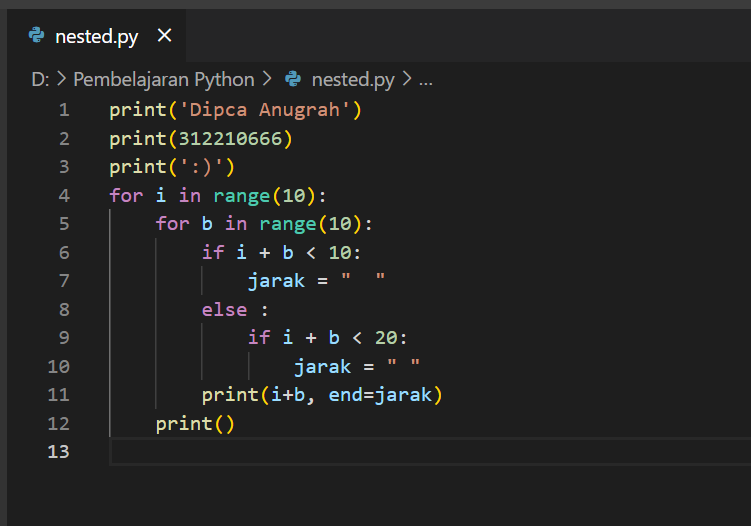 nested.py ×
D: > Pembelajaran Python > nested.py > ...
1 print('Dipca Anugrah')
2 print(312210666)
3 print(':)')
4 for i in range(10):
5     for b in range(10):
6         if i + b < 10:
7             jarak = "  "
8         else :
9             if i + b < 20:
10                 jarak = " "
11         print(i+b, end=jarak)
12     print()
13